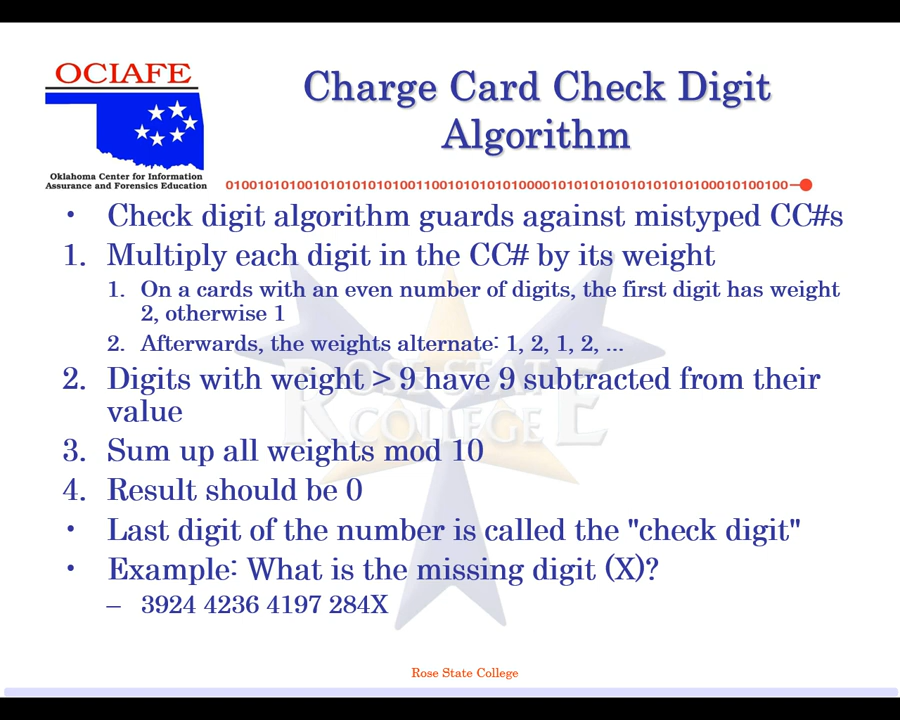 OCIAFE
Oklahoma Center for Information
Assurance and Forensics Education
Charge Card Check Digit
Algorithm
• Check digit algorithm guards against mistyped CC#s
1. Multiply each digit in the CC# by its weight
1. On a cards with an even number of digits, the first digit has weight
2, otherwise 1
2. Afterwards, the weights alternate: 1, 2, 1, 2, ...
2. Digits with weight > 9 have 9 subtracted from their
value
3. Sum up all weights mod 10
4. Result should be 0
• Last digit of the number is called the "check digit"
• Example: What is the missing digit (X)?
– 3924 4236 4197 284X
ROSE STATE
COLLEGE
Rose State College